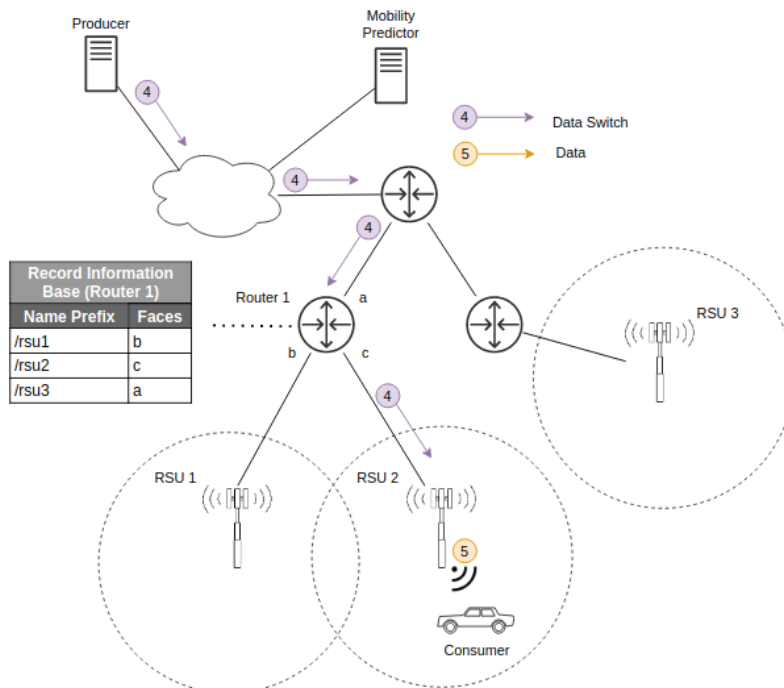 Producer
Mobility
Predictor
4
4 Data Switch
5 Data
4
4
Record Information
Base (Router 1)
Name Prefix Faces
/rsu1 b
/rsu2 c
/rsu3 a
Router 1
a
b
c
RSU 3
4
RSU 1
RSU 2
5
Consumer